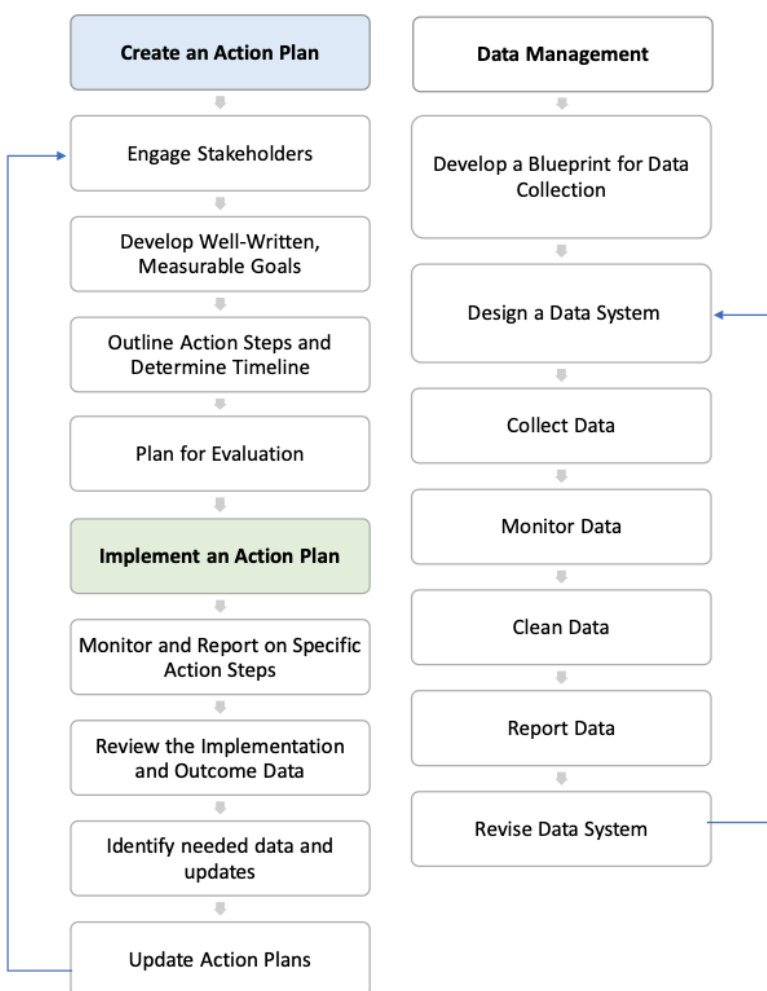 Create an Action Plan
Engage Stakeholders
Develop Well-Written,
Measurable Goals
Outline Action Steps and
Determine Timeline
Plan for Evaluation
Implement an Action Plan
Monitor and Report on Specific
Action Steps
Review the Implementation
and Outcome Data
Identify needed data and
updates
Update Action Plans
Data Management
Develop a Blueprint for Data
Collection
Design a Data System
Collect Data
Monitor Data
Clean Data
Report Data
Revise Data System